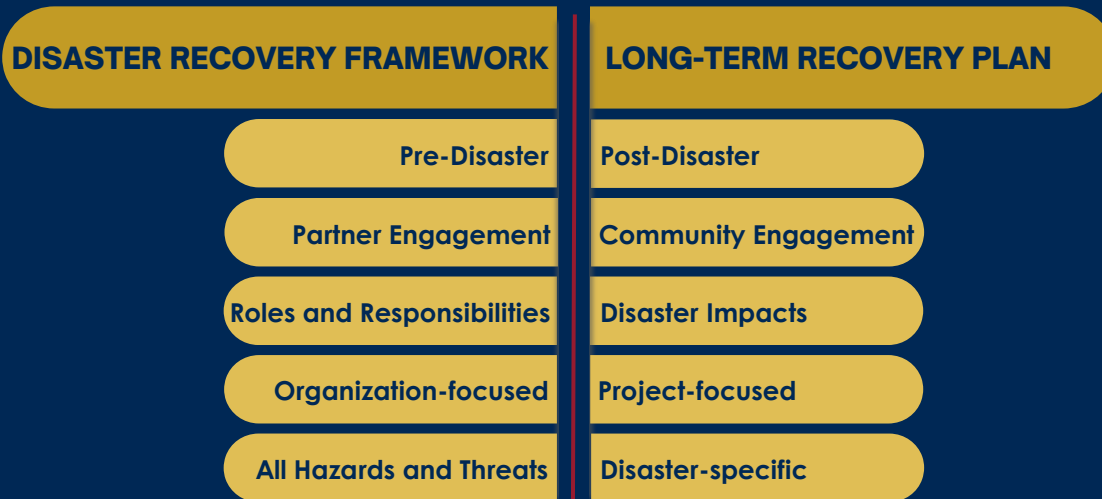 DISASTER RECOVERY FRAMEWORK
LONG-TERM RECOVERY PLAN
Pre-Disaster
Post-Disaster
Partner Engagement
Community Engagement
Roles and Responsibilities
Disaster Impacts
Organization-focused
Project-focused
All Hazards and Threats
Disaster-specific